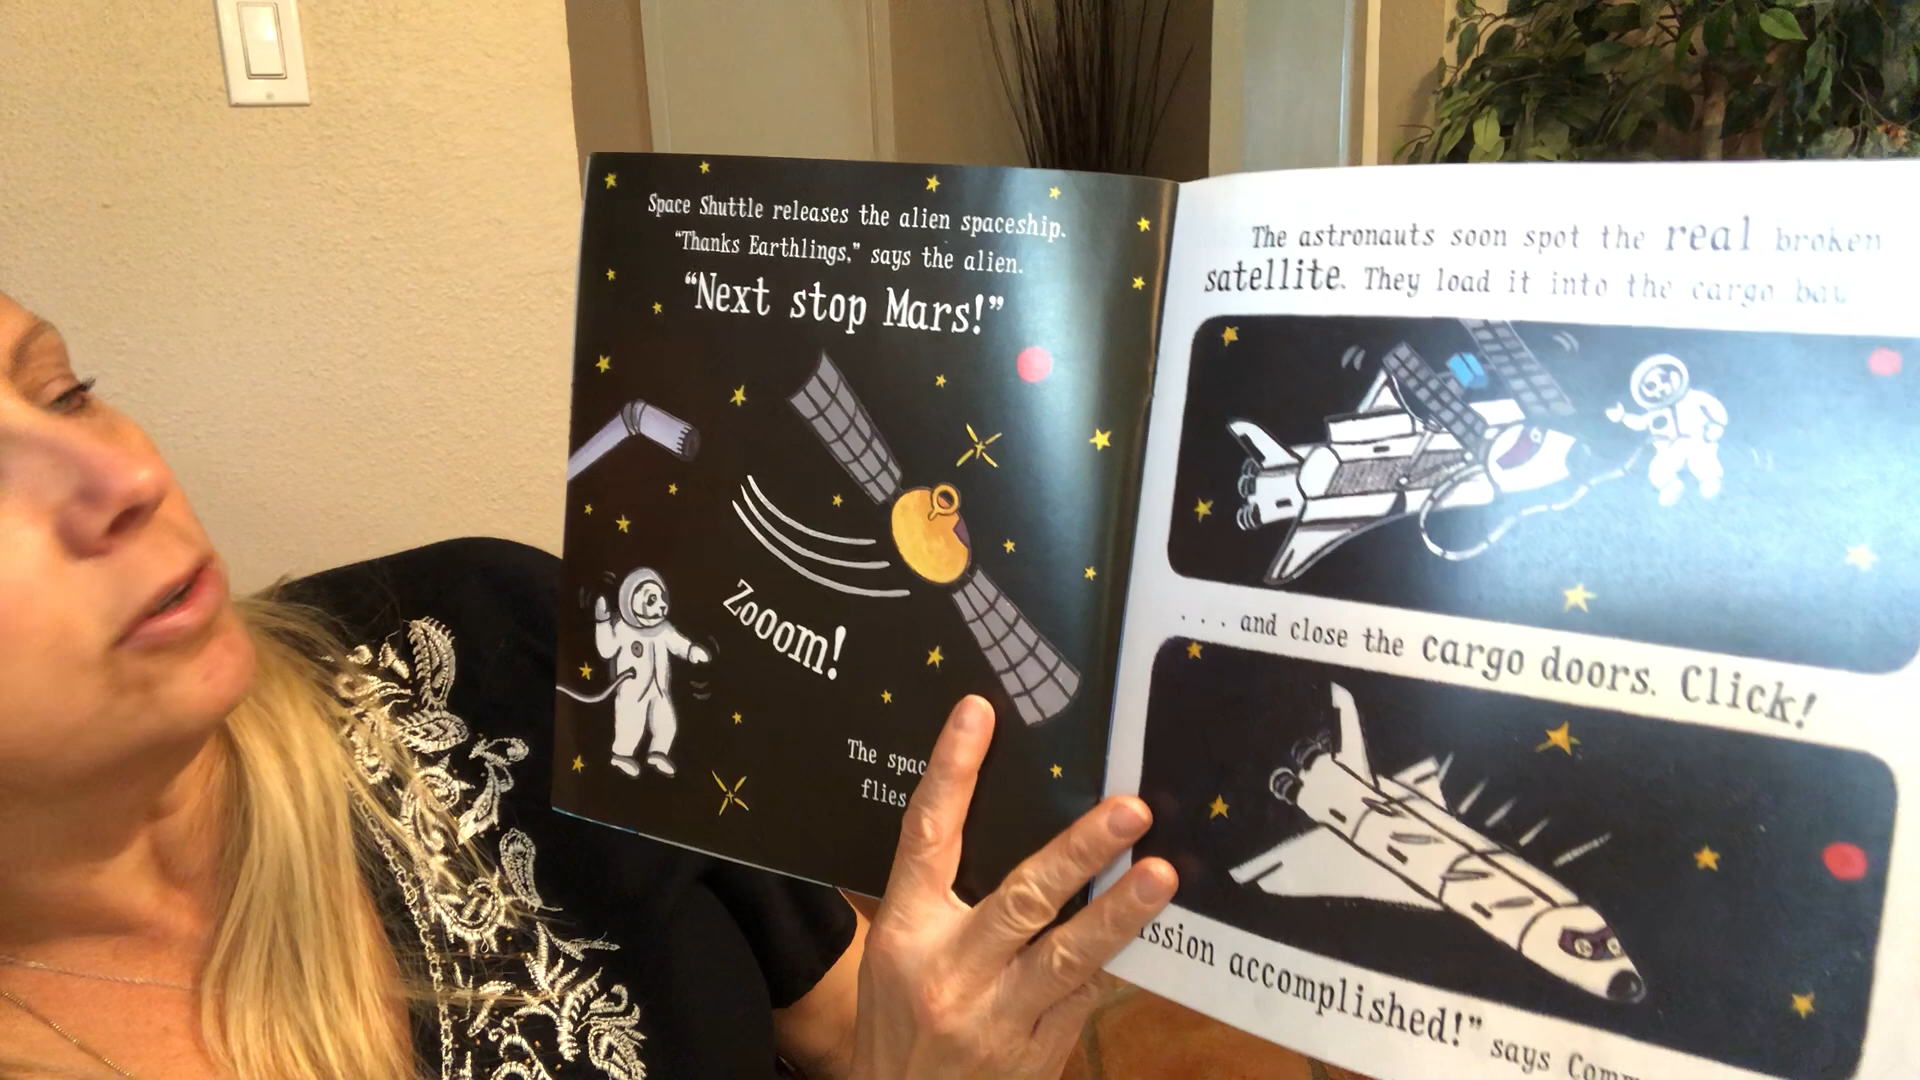 Space Shuttle releases the alien spaceship.
“Thanks Earthlings,” says the alien.
“Next stop Mars!”
Zooom!
The
flies
The astronauts soon spot the real broken
satellite. They load it into the cargo bay
. . . and close the cargo doors. Click!
accomplished!” says